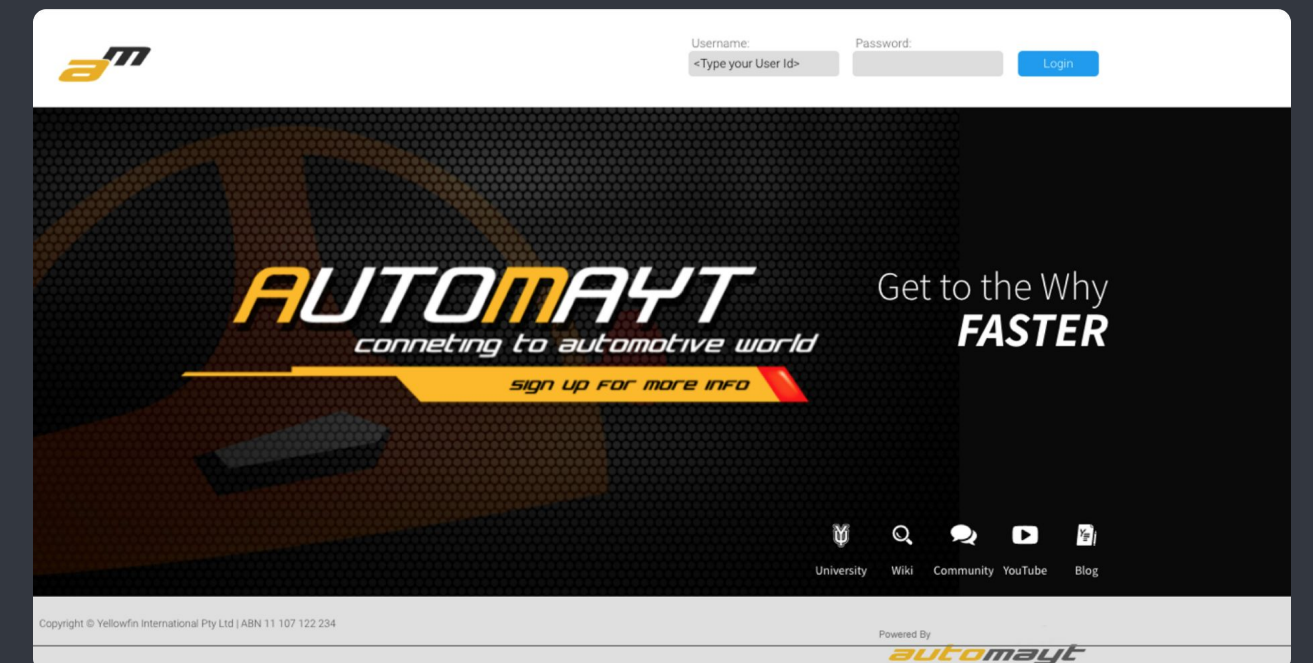 am
Username:
Password:
<Type your User Id>
Login
AUTOMAYT
conneting to automotive world
sign up for more info
Get to the Why
FASTER
University
Wiki
Community
YouTube
Blog
Copyright © Yellowfin International Pty Ltd | ABN 11 107 122 234
Powered By
automayt